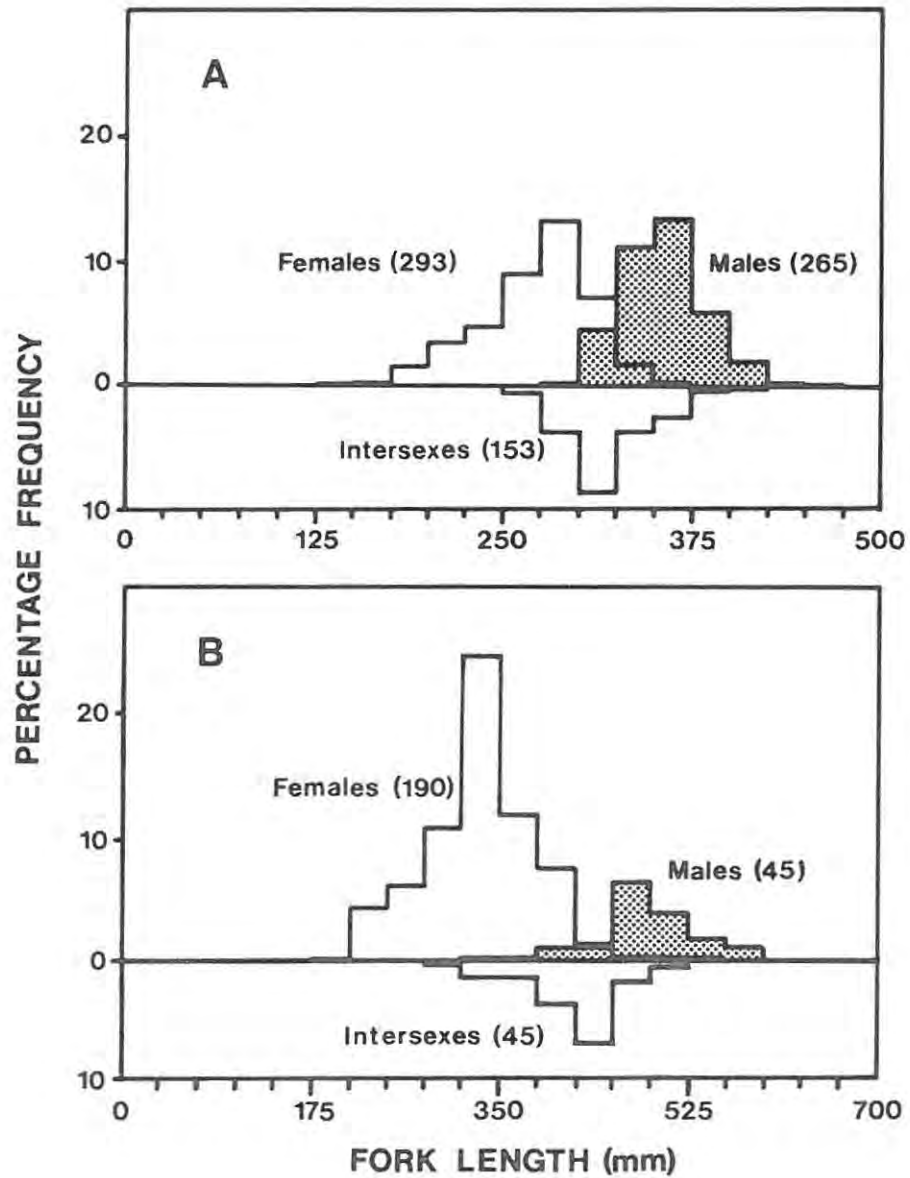 PERCENTAGE FREQUENCY
A
20
10
0
10
Females (293)
Males (265)
Intersexes (153)
0 125 250 375 500
B
20
10
0
10
Females (190)
Males (45)
Intersexes (45)
0 175 350 525 700
FORK LENGTH (mm)